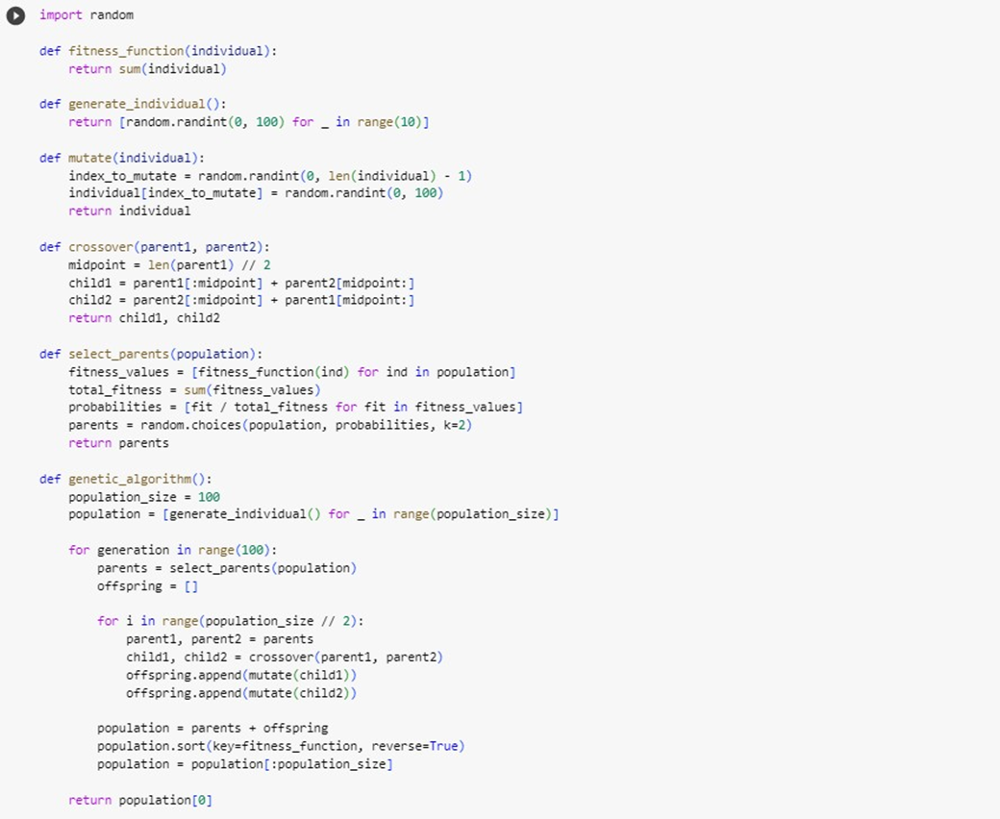 import random
def fitness_function(individual):
    return sum(individual)
def generate_individual():
    return [random.randint(0, 100) for _ in range(10)]
def mutate(individual):
    index_to_mutate = random.randint(0, len(individual) - 1)
    individual[index_to_mutate] = random.randint(0, 100)
    return individual
def crossover(parent1, parent2):
    midpoint = len(parent1) // 2
    child1 = parent1[:midpoint] + parent2[midpoint:]
    child2 = parent2[:midpoint] + parent1[midpoint:]
    return child1, child2
def select_parents(population):
    fitness_values = [fitness_function(ind) for ind in population]
    total_fitness = sum(fitness_values)
    probabilities = [fit / total_fitness for fit in fitness_values]
    parents = random.choices(population, probabilities, k=2)
    return parents
def genetic_algorithm():
    population_size = 100
    population = [generate_individual() for _ in range(population_size)]
    for generation in range(100):
        parents = select_parents(population)
        offspring = []
        for i in range(population_size // 2):
            parent1, parent2 = parents
            child1, child2 = crossover(parent1, parent2)
            offspring.append(mutate(child1))
            offspring.append(mutate(child2))
        population = parents + offspring
        population.sort(key=fitness_function, reverse=True)
        population = population[:population_size]
    return population[0]